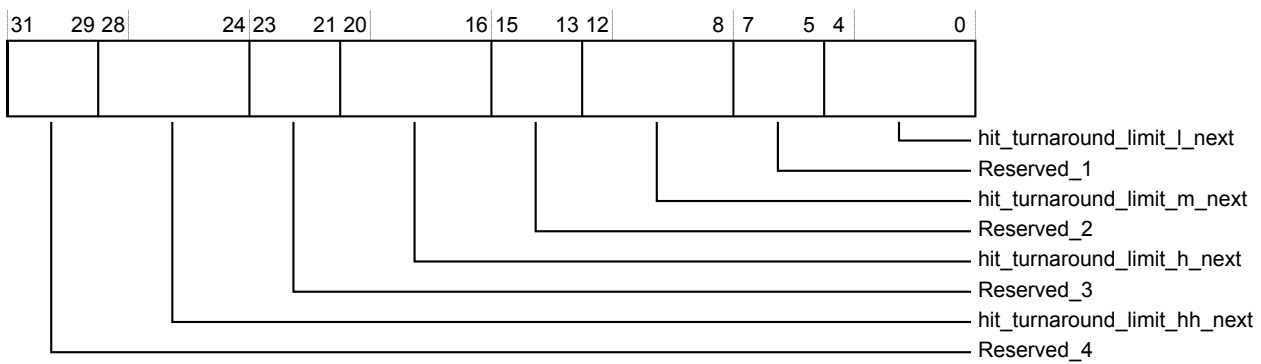 31 29 28 24 23 21 20 16 15 13 12 8 7 5 4 0
hit_turnaround_limit_l_next
Reserved_1
hit_turnaround_limit_m_next
Reserved_2
hit_turnaround_limit_h_next
Reserved_3
hit_turnaround_limit_hh_next
Reserved_4